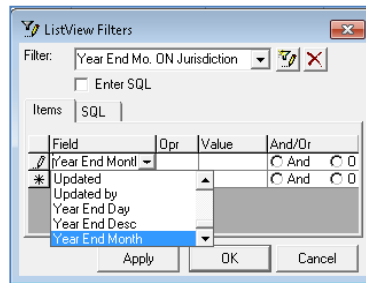 ListView Filters
Filter: Year End Mo. ON Jurisdiction
Enter SQL
Items SQL
Field Opr Value And/Or
Year End Montl And O
Updated And O
Updated by
Year End Day
Year End Desc
Year End Month
Apply OK Cancel